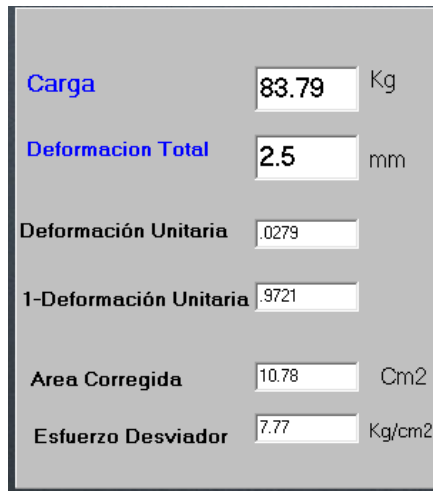 Carga 83.79 Kg
Deformacion Total 2.5 mm
Deformación Unitaria .0279
1-Deformación Unitaria .9721
Area Corregida 10.78 Cm2
Esfuerzo Desviador 7.77 Kg/cm2